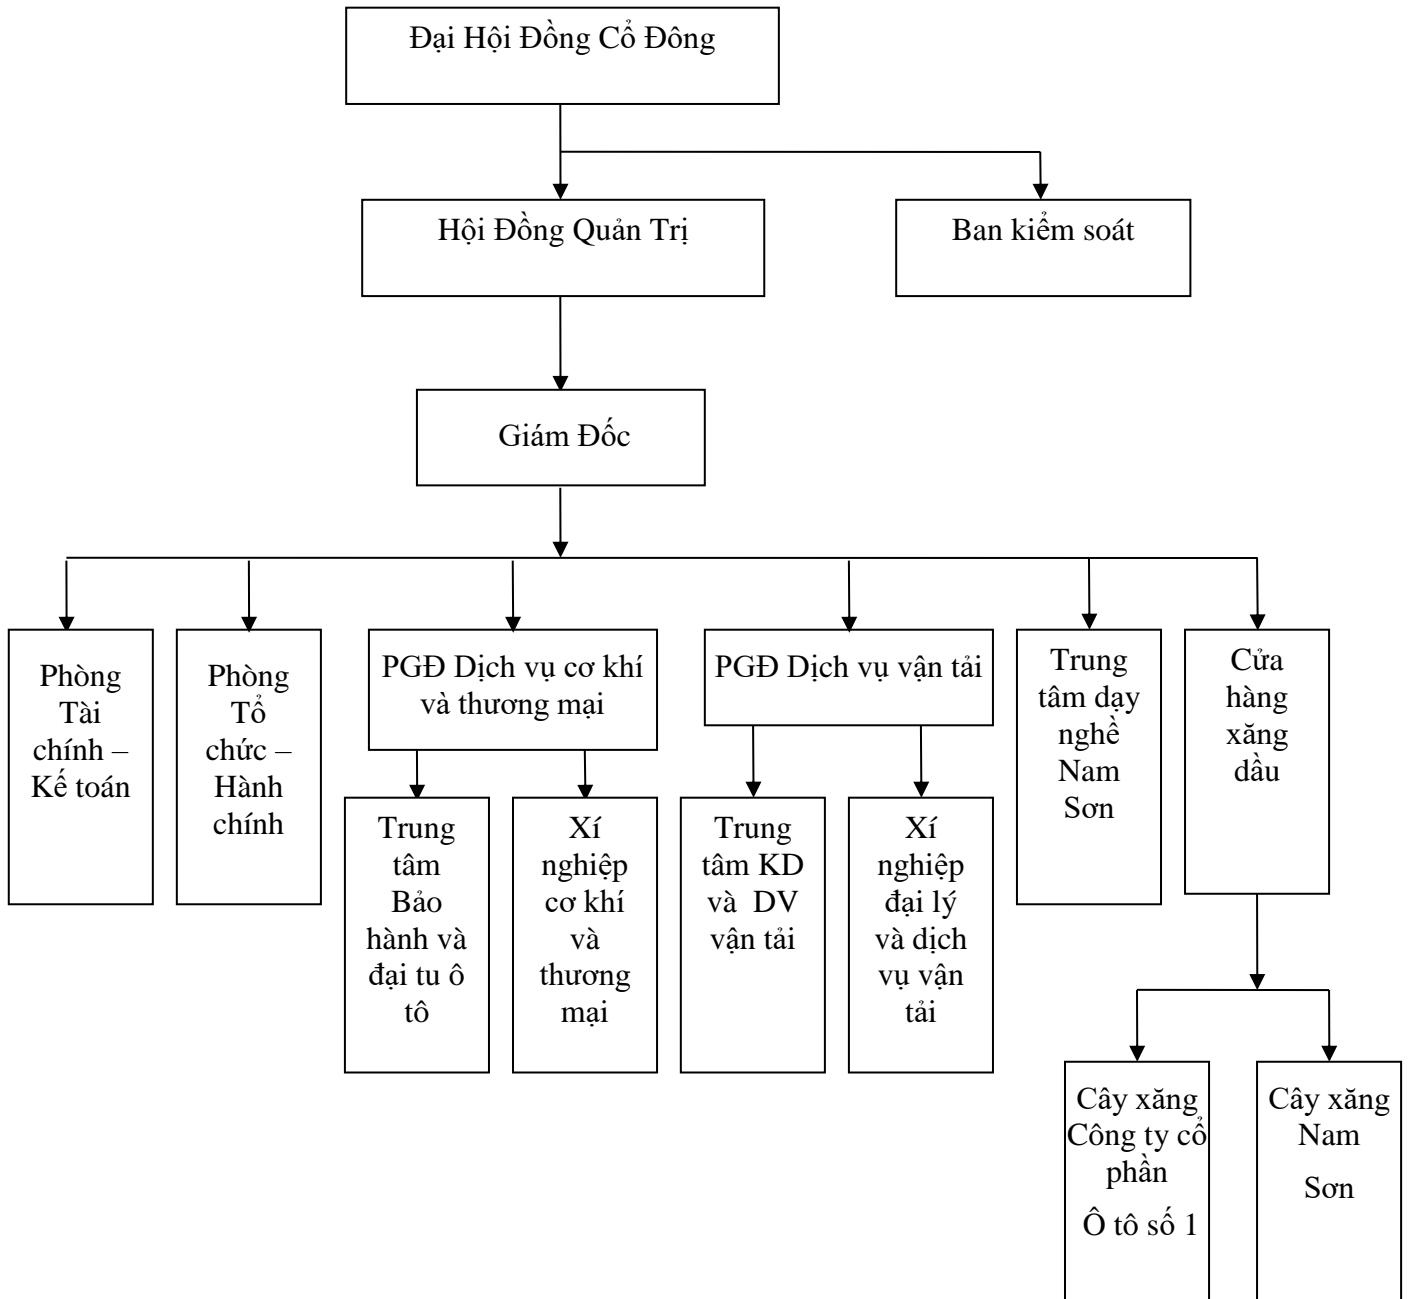 Đại Hội Đồng Cổ Đông
Hội Đồng Quản Trị
Ban kiểm soát
Giám Đốc
Phòng
Tài
chính –
Kế toán
Phòng
Tổ
chức –
Hành
chính
PGĐ Dịch vụ cơ khí
và thương mại
PGĐ Dịch vụ vận tải
Trung
tâm dạy
nghề
Nam
Sơn
Cửa
hàng
xăng
dầu
Trung
tâm
Bảo
hành và
đại tu ô
tô
Xí
nghiệp
cơ khí
và
thương
mại
Trung
tâm KD
và DV
vận tải
Xí
nghiệp
đại lý
và dịch
vụ vận
tải
Cây xăng
Công ty cổ
phần
Ô tô số 1
Cây xăng
Nam
Sơn